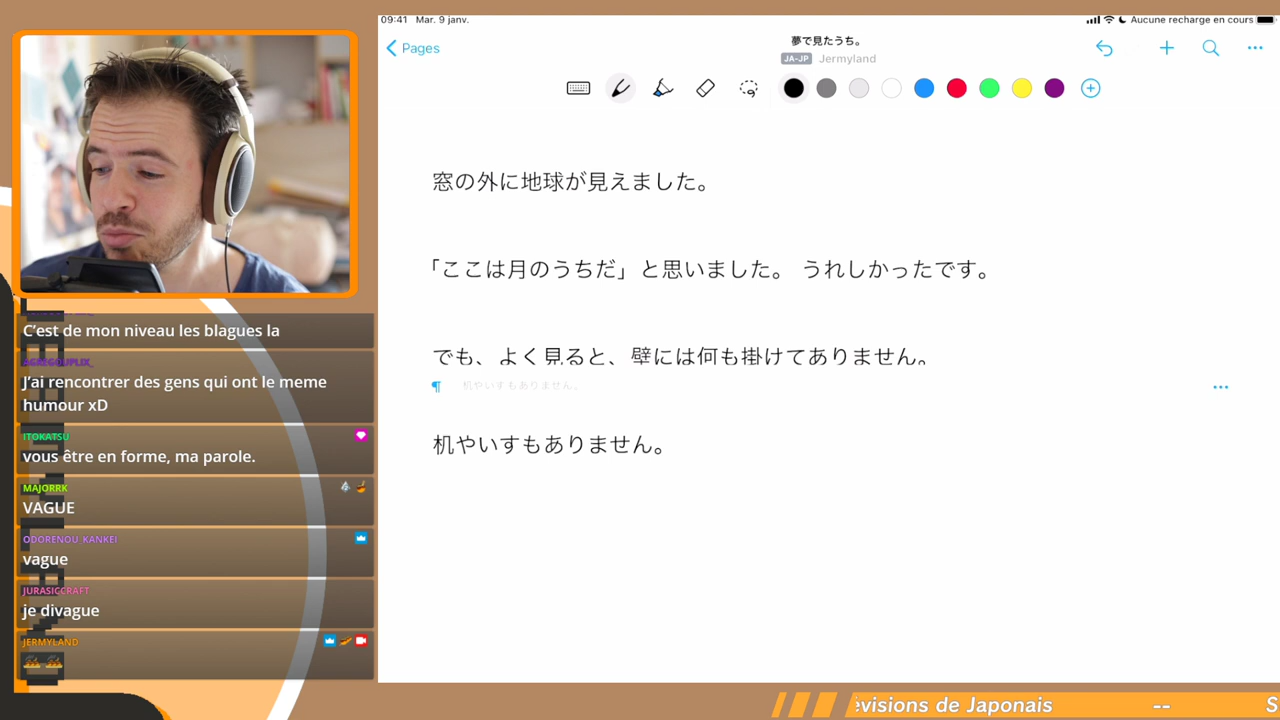 09:41 Mar. 9 janv.
Aucune recharge en cours
Pages
夢で見たうち。
JA-JP Jermyland
窓の外に地球が見えました。
「ここは月のうちだ」と思いました。 うれしかったです。
でも、よく見ると、壁には何も掛けてありません。
¶ 机やいすもありません。
机やいすもありません。
C'est de mon niveau les blagues la
AGREGOUPLIX_
J'ai rencontrer des gens qui ont le meme
humour xD
ITOKATSU
vous être en forme, ma parole.
MAJORRK
VAGUE
ODORENOU_KANKEI
vague
JURASICCRAFT
je divague
JERMYLAND
évisions de Japonais -- S